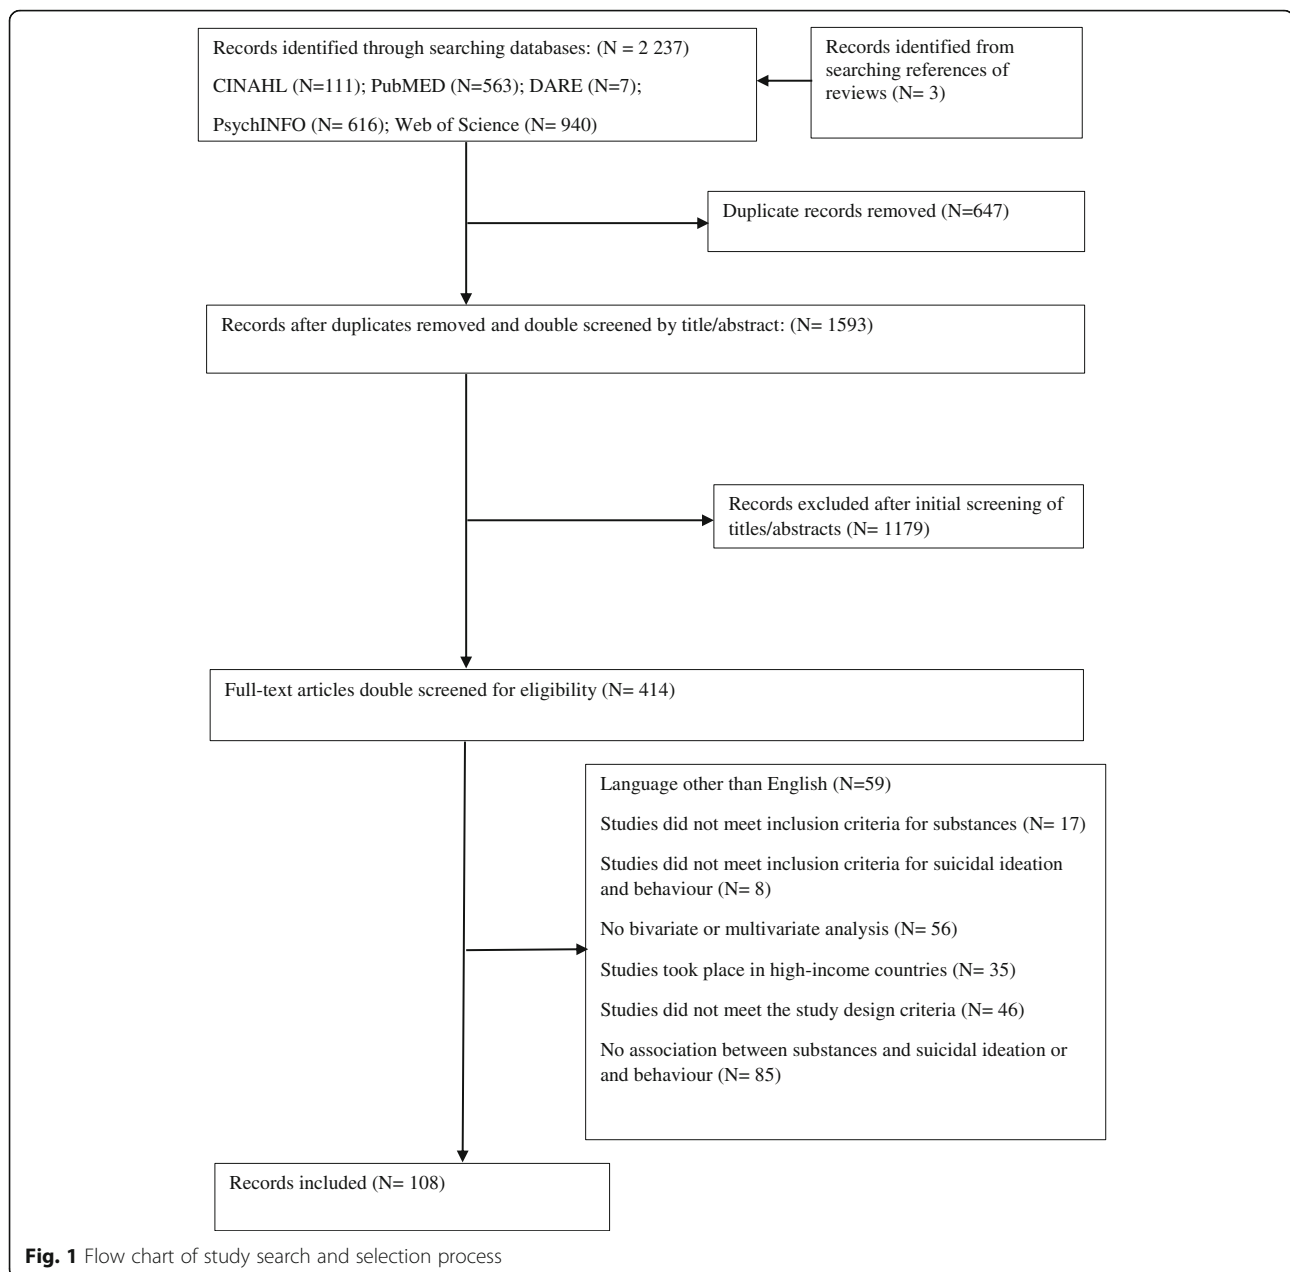 Records identified through searching databases: (N = 2 237)
CINAHL (N=111); PubMED (N=563); DARE (N=7);
PsychINFO (N= 616); Web of Science (N= 940)
Records identified from
searching references of
reviews (N= 3)
Duplicate records removed (N=647)
Records after duplicates removed and double screened by title/abstract: (N= 1593)
Records excluded after initial screening of
titles/abstracts (N= 1179)
Full-text articles double screened for eligibility (N= 414)
Language other than English (N=59)
Studies did not meet inclusion criteria for substances (N= 17)
Studies did not meet inclusion criteria for suicidal ideation
and behaviour (N= 8)
No bivariate or multivariate analysis (N= 56)
Studies took place in high-income countries (N= 35)
Studies did not meet the study design criteria (N= 46)
No association between substances and suicidal ideation or
and behaviour (N= 85)
Records included (N= 108)
Fig. 1 Flow chart of study search and selection process